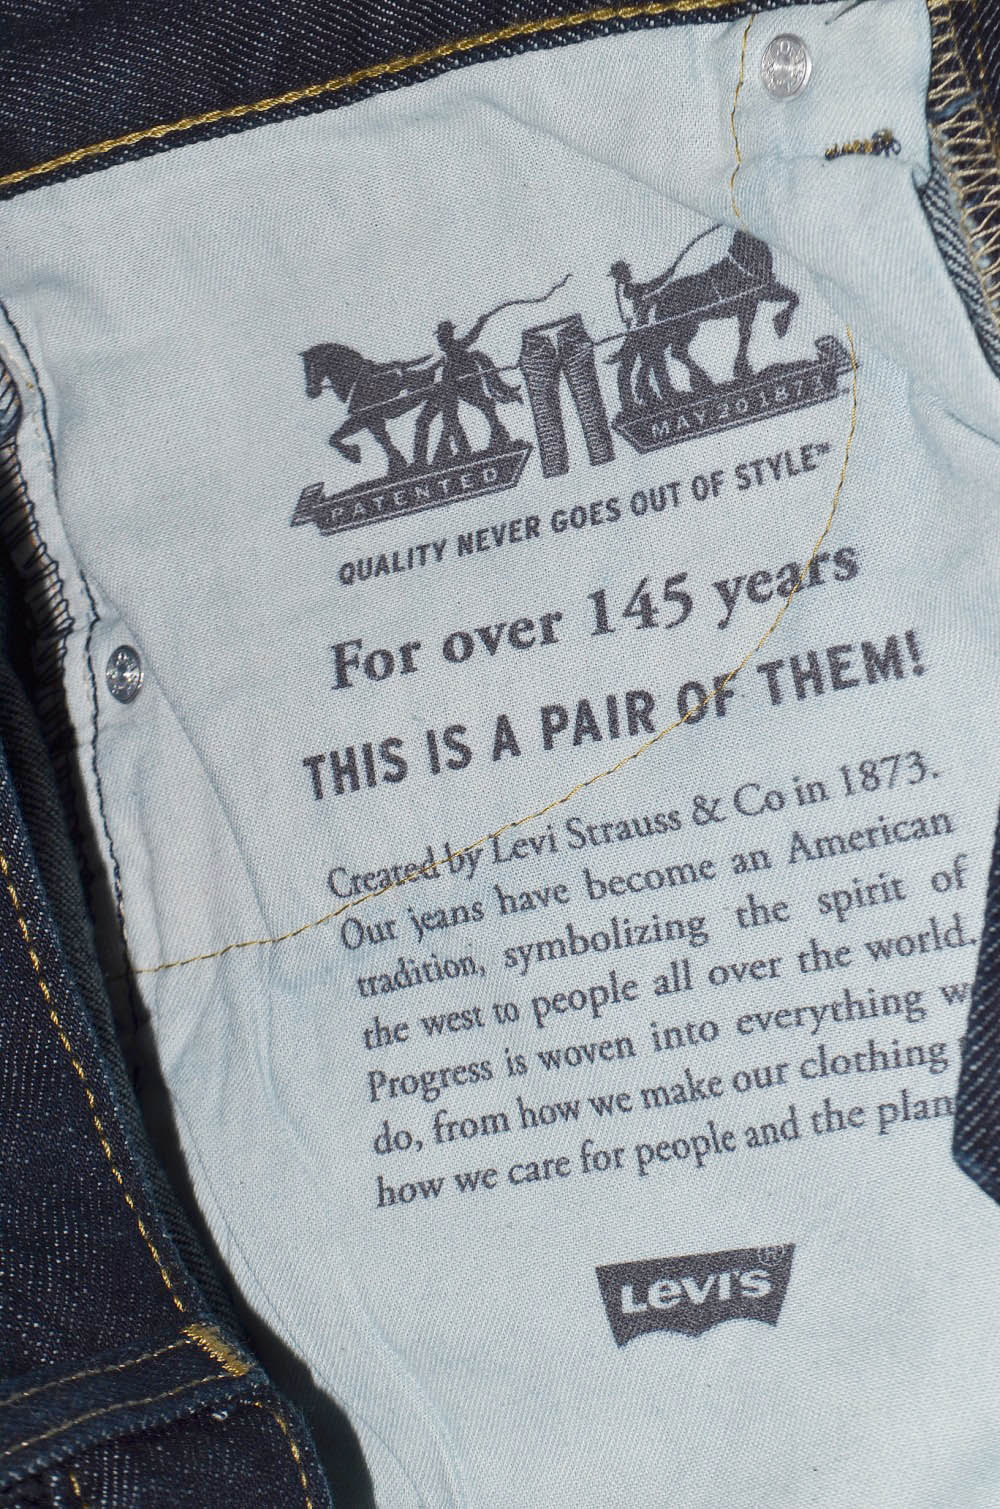 PATENTED
MAY 20 1873
QUALITY NEVER GOES OUT OF STYLE™
For over 145 years
THIS IS A PAIR OF THEM!
Created by Levi Strauss & Co in 1873.
Our jeans have become an American
tradition, symbolizing the spirit of
the west to people all over the world.
Progress is woven into everything w
do, from how we make our clothing
how we care for people and the plan
LEVI'S ®